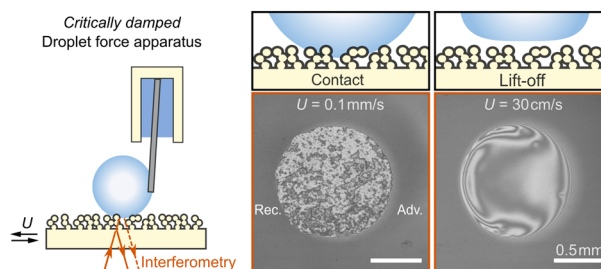 Critically damped
Droplet force apparatus
U
Interferometry
Contact
Lift-off
U = 0.1mm/s
Rec.
Adv.
U = 30cm/s
0.5mm